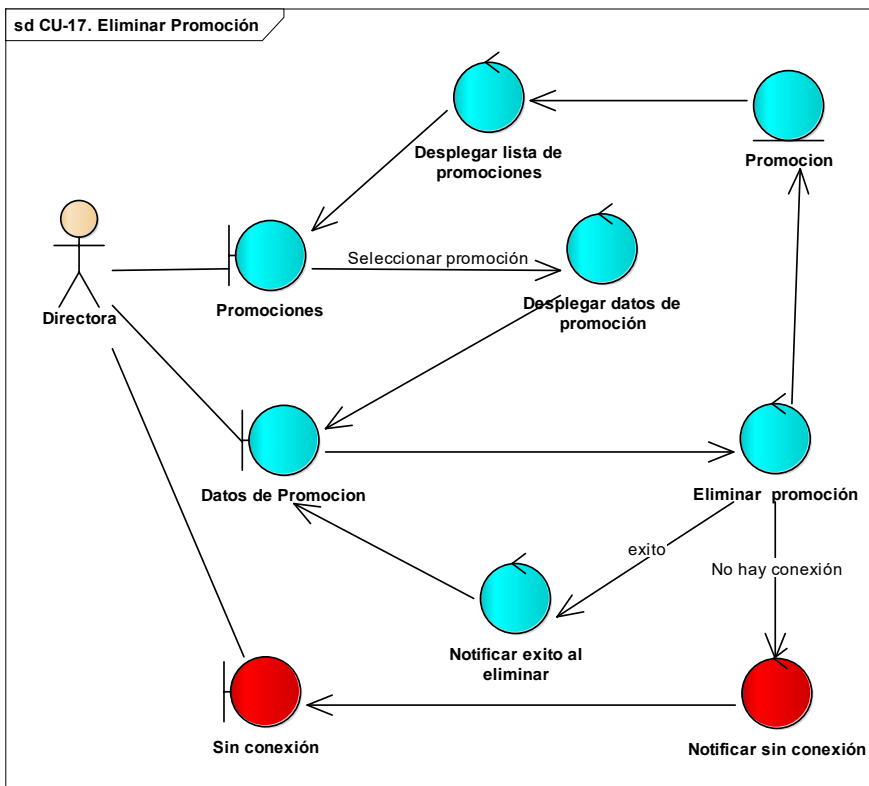 sd CU-17. Eliminar Promoción
Desplegar lista de
promociones
Promocion
Directora
Promociones
Seleccionar promoción
Desplegar datos de
promoción
Datos de Promocion
Eliminar promoción
exito
No hay conexión
Notificar exito al
eliminar
Sin conexión
Notificar sin conexión